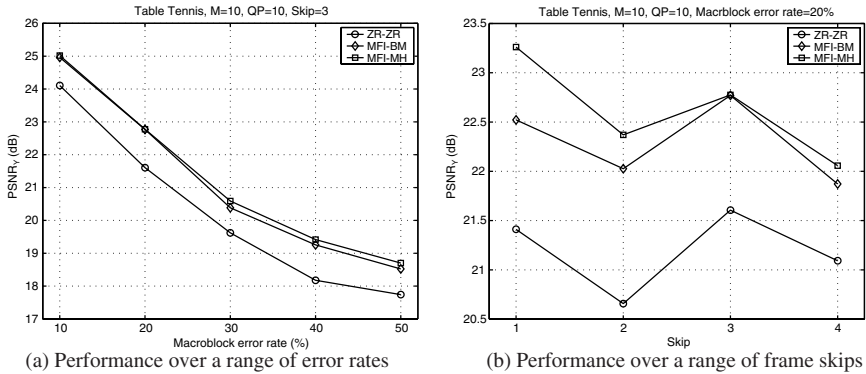 Table Tennis, M=10, QP=10, Skip=3
26
25
24
23
22
21
20
19
18
17
PSNRY (dB)
ZR-ZR
MFI-BM
MFI-MH
10
20
30
40
50
Macroblock error rate (%)
(a) Performance over a range of error rates
Table Tennis, M=10, QP=10, Macrblock error rate=20%
23.5
23
22.5
22
21.5
21
20.5
PSNRY (dB)
ZR-ZR
MFI-BM
MFI-MH
1
2
3
4
Skip
(b) Performance over a range of frame skips